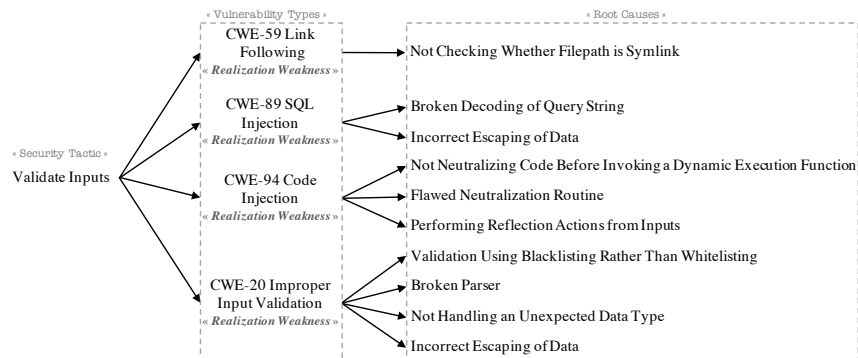 « Vulnerability Types »
« Root Causes »
CWE-59 Link
Following
« Realization Weakness »
Not Checking Whether Filepath is Symlink
CWE-89 SQL
Injection
« Realization Weakness »
Broken Decoding of Query String
Incorrect Escaping of Data
« Security Tactic »
Validate Inputs
CWE-94 Code
Injection
« Realization Weakness »
Not Neutralizing Code Before Invoking a Dynamic Execution Function
Flawed Neutralization Routine
Performing Reflection Actions from Inputs
CWE-20 Improper
Input Validation
« Realization Weakness »
Validation Using Blacklisting Rather Than Whitelisting
Broken Parser
Not Handling an Unexpected Data Type
Incorrect Escaping of Data